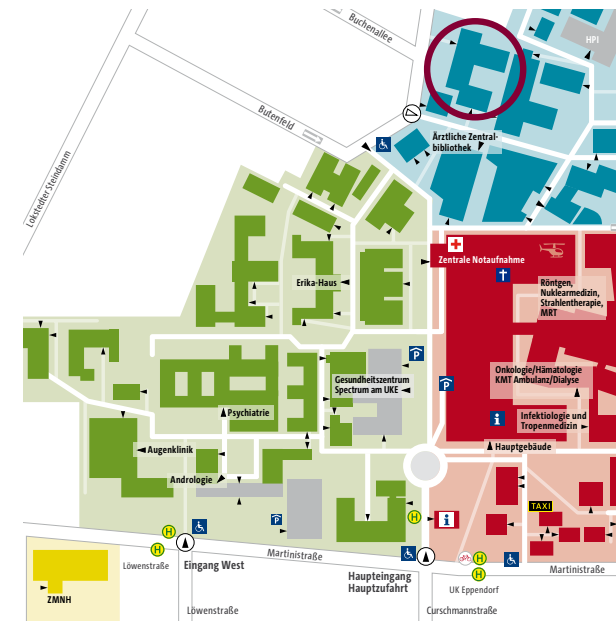 Buchenallee
HPI
Butenfeld
Lokstedter Steindamm
Ärztliche Zentral-
bibliothek
Zentrale Notaufnahme
Erika-Haus
Röntgen,
Nuklearmedizin,
Strahlentherapie,
MRT
P
Gesundheitszentrum
Spectrum am UKE
P
Onkologie/Hämatologie
KMT Ambulanz/Dialyse
Psychiatrie
i
Infektiologie und
Tropenmedizin
Augenklinik
Hauptgebäude
Andrologie
TAXI
P
H
i
H
H
Martinistraße
Löwenstraße
Eingang West
Haupteingang
Hauptzufahrt
H
H
Martinistraße
UK Eppendorf
ZMNH
Löwenstraße
Curschmannstraße